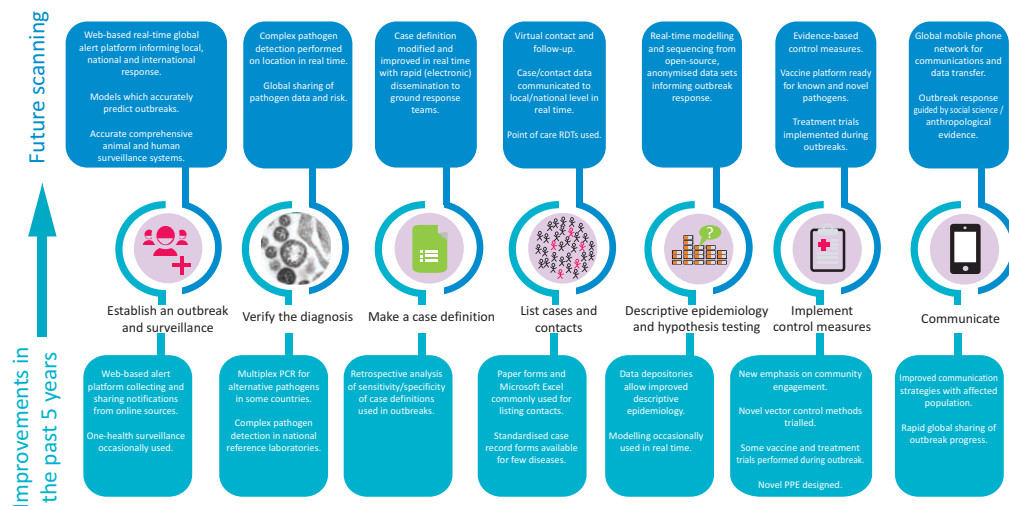 Future scanning
Web-based real-time global
alert platform informing local,
national and international
response.
Models which accurately
predict outbreaks.
Accurate comprehensive
animal and human
surveillance systems.
Complex pathogen
detection performed
on location in real time.
Global sharing of
pathogen data and risk.
Case definition
modified and
improved in real time
with rapid (electronic)
dissemination to
ground response
teams.
Virtual contact and
follow-up.
Case/contact data
communicated to
local/national level in
real time.
Point of care RDTs used.
Real-time modelling
and sequencing from
open-source,
anonymised data sets
informing outbreak
response.
Evidence-based
control measures.
Vaccine platform ready
for known and novel
pathogens.
Treatment trials
implemented during
outbreaks.
Global mobile phone
network for
communications and
data transfer.
Outbreak response
guided by social science /
anthropological
evidence.
?
Establish an outbreak
and surveillance
Verify the diagnosis
Make a case definition
List cases and
contacts
Descriptive epidemiology
and hypothesis testing
Implement
control measures
Communicate
Improvements in
the past 5 years
Web-based alert
platform collecting and
sharing notifications
from online sources.
One-health surveillance
occasionally used.
Multiplex PCR for
alternative pathogens
in some countries.
Complex pathogen
detection in national
reference laboratories.
Retrospective analysis
of sensitivity/specificity
of case definitions
used in outbreaks.
Paper forms and
Microsoft Excel
commonly used for
listing contacts.
Standardised case
record forms available
for few diseases.
Data depositories
allow improved
descriptive
epidemiology.
Modelling occasionally
used in real time.
New emphasis on community
engagement.
Novel vector control methods
trialled.
Some vaccine and treatment
trials performed during outbreak.
Novel PPE designed.
Improved communication
strategies with affected
population.
Rapid global sharing of
outbreak progress.